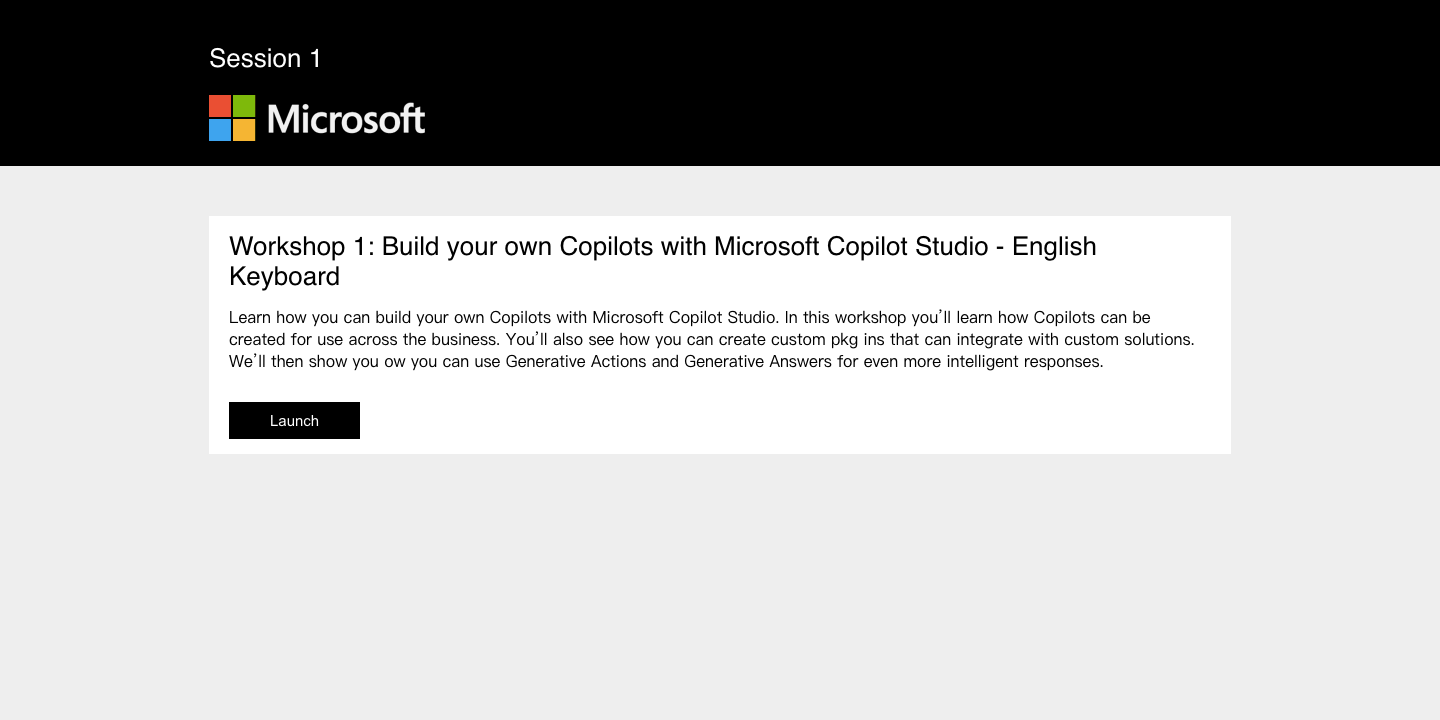 Session 1
Microsoft
Workshop 1: Build your own Copilots with Microsoft Copilot Studio - English
Keyboard
Learn how you can build your own Copilots with Microsoft Copilot Studio. In this workshop you’ll learn how Copilots can be
created for use across the business. You’ll also see how you can create custom pkg ins that can integrate with custom solutions.
We’ll then show you ow you can use Generative Actions and Generative Answers for even more intelligent responses.
Launch